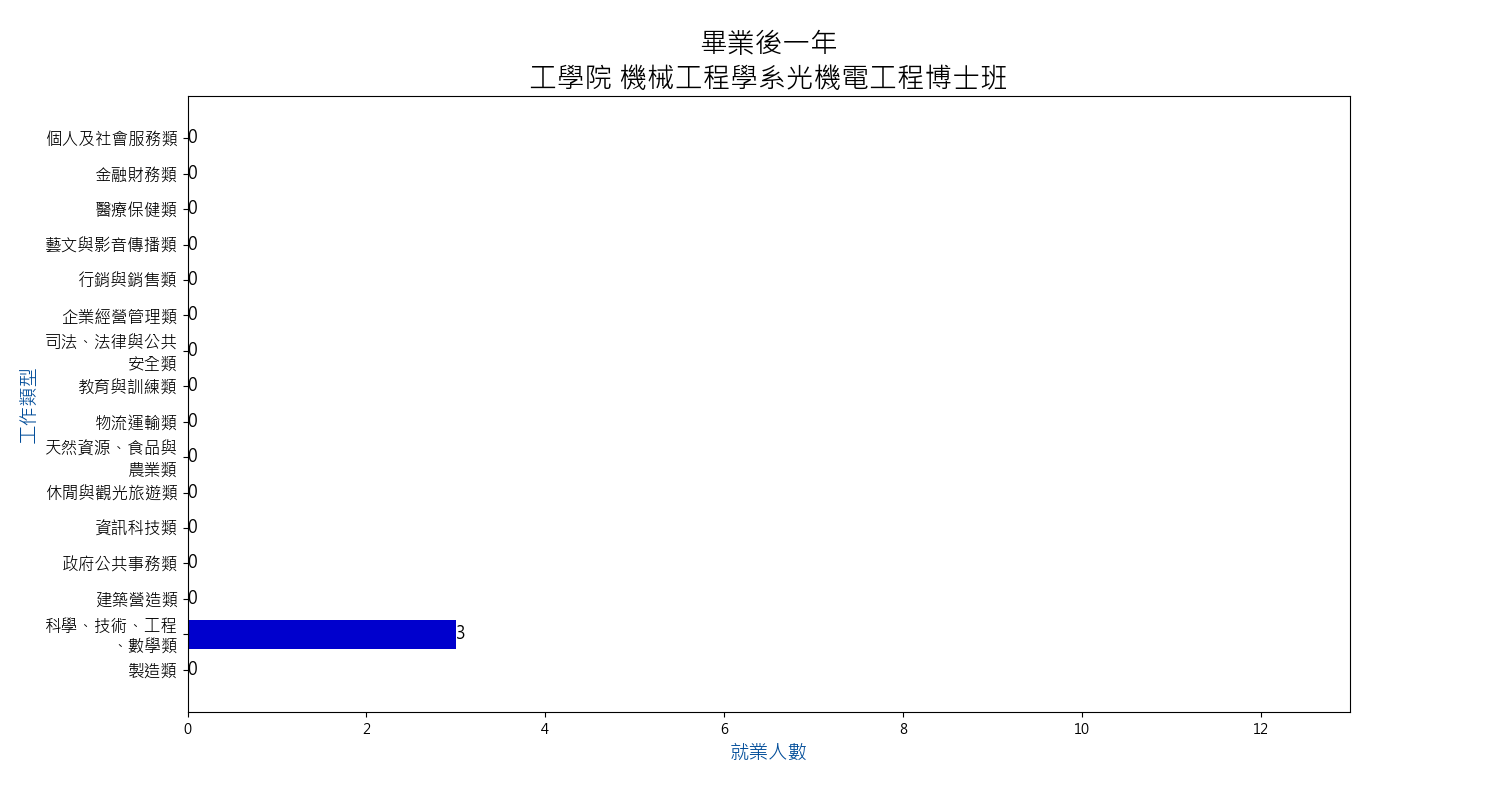 畢業後一年
工學院 機械工程學系光機電工程博士班
個人及社會服務類 0
金融財務類 0
醫療保健類 0
藝文與影音傳播類 0
行銷與銷售類 0
企業經營管理類 0
司法、法律與公共
安全類 0
教育與訓練類 0
物流運輸類 0
天然資源、食品與
農業類 0
休閒與觀光旅遊類 0
資訊科技類 0
政府公共事務類 0
建築營造類 0
科學、技術、工程
、數學類 3
製造類 0
工作類型
0 2 4 6 8 10 12
就業人數